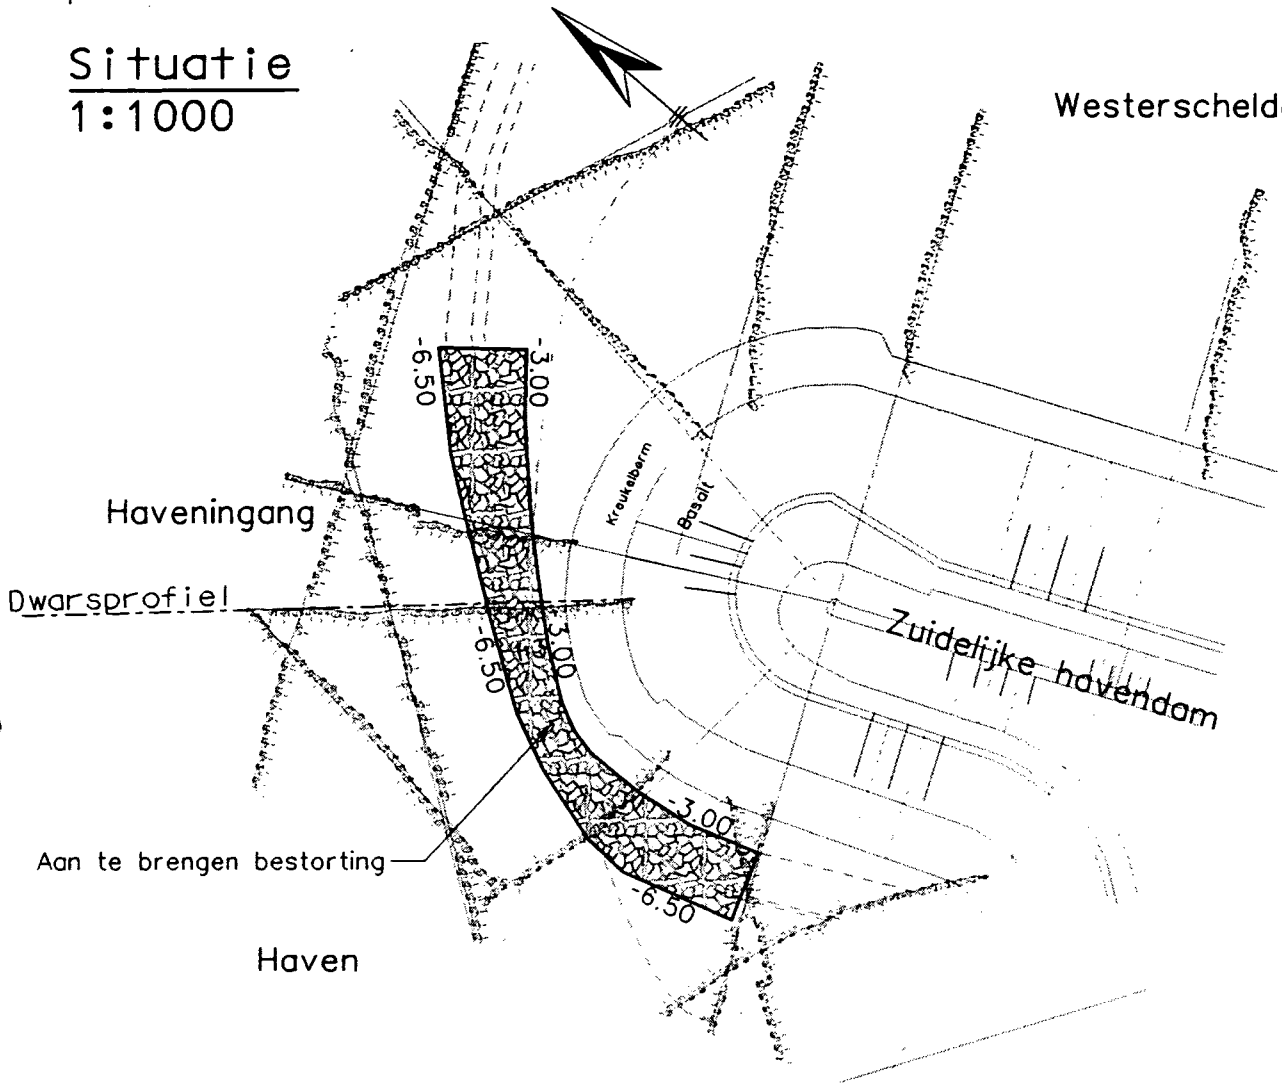 Situatie
1:1000
Westerschelde
-6.50
-3.00
Kreukelberm
Basalt
Haveningang
Dwarsprofiel
-6.50
-3.00
Zuidelijke havendam
Aan te brengen bestorting
-3.00
-6.50
Haven